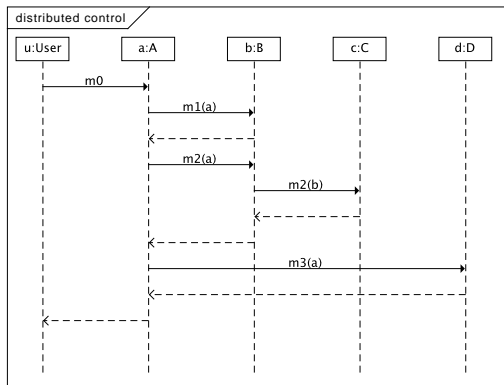 distributed control
u:User a:A b:B c:C d:D
m0
m1(a)
m2(a)
m2(b)
m3(a)